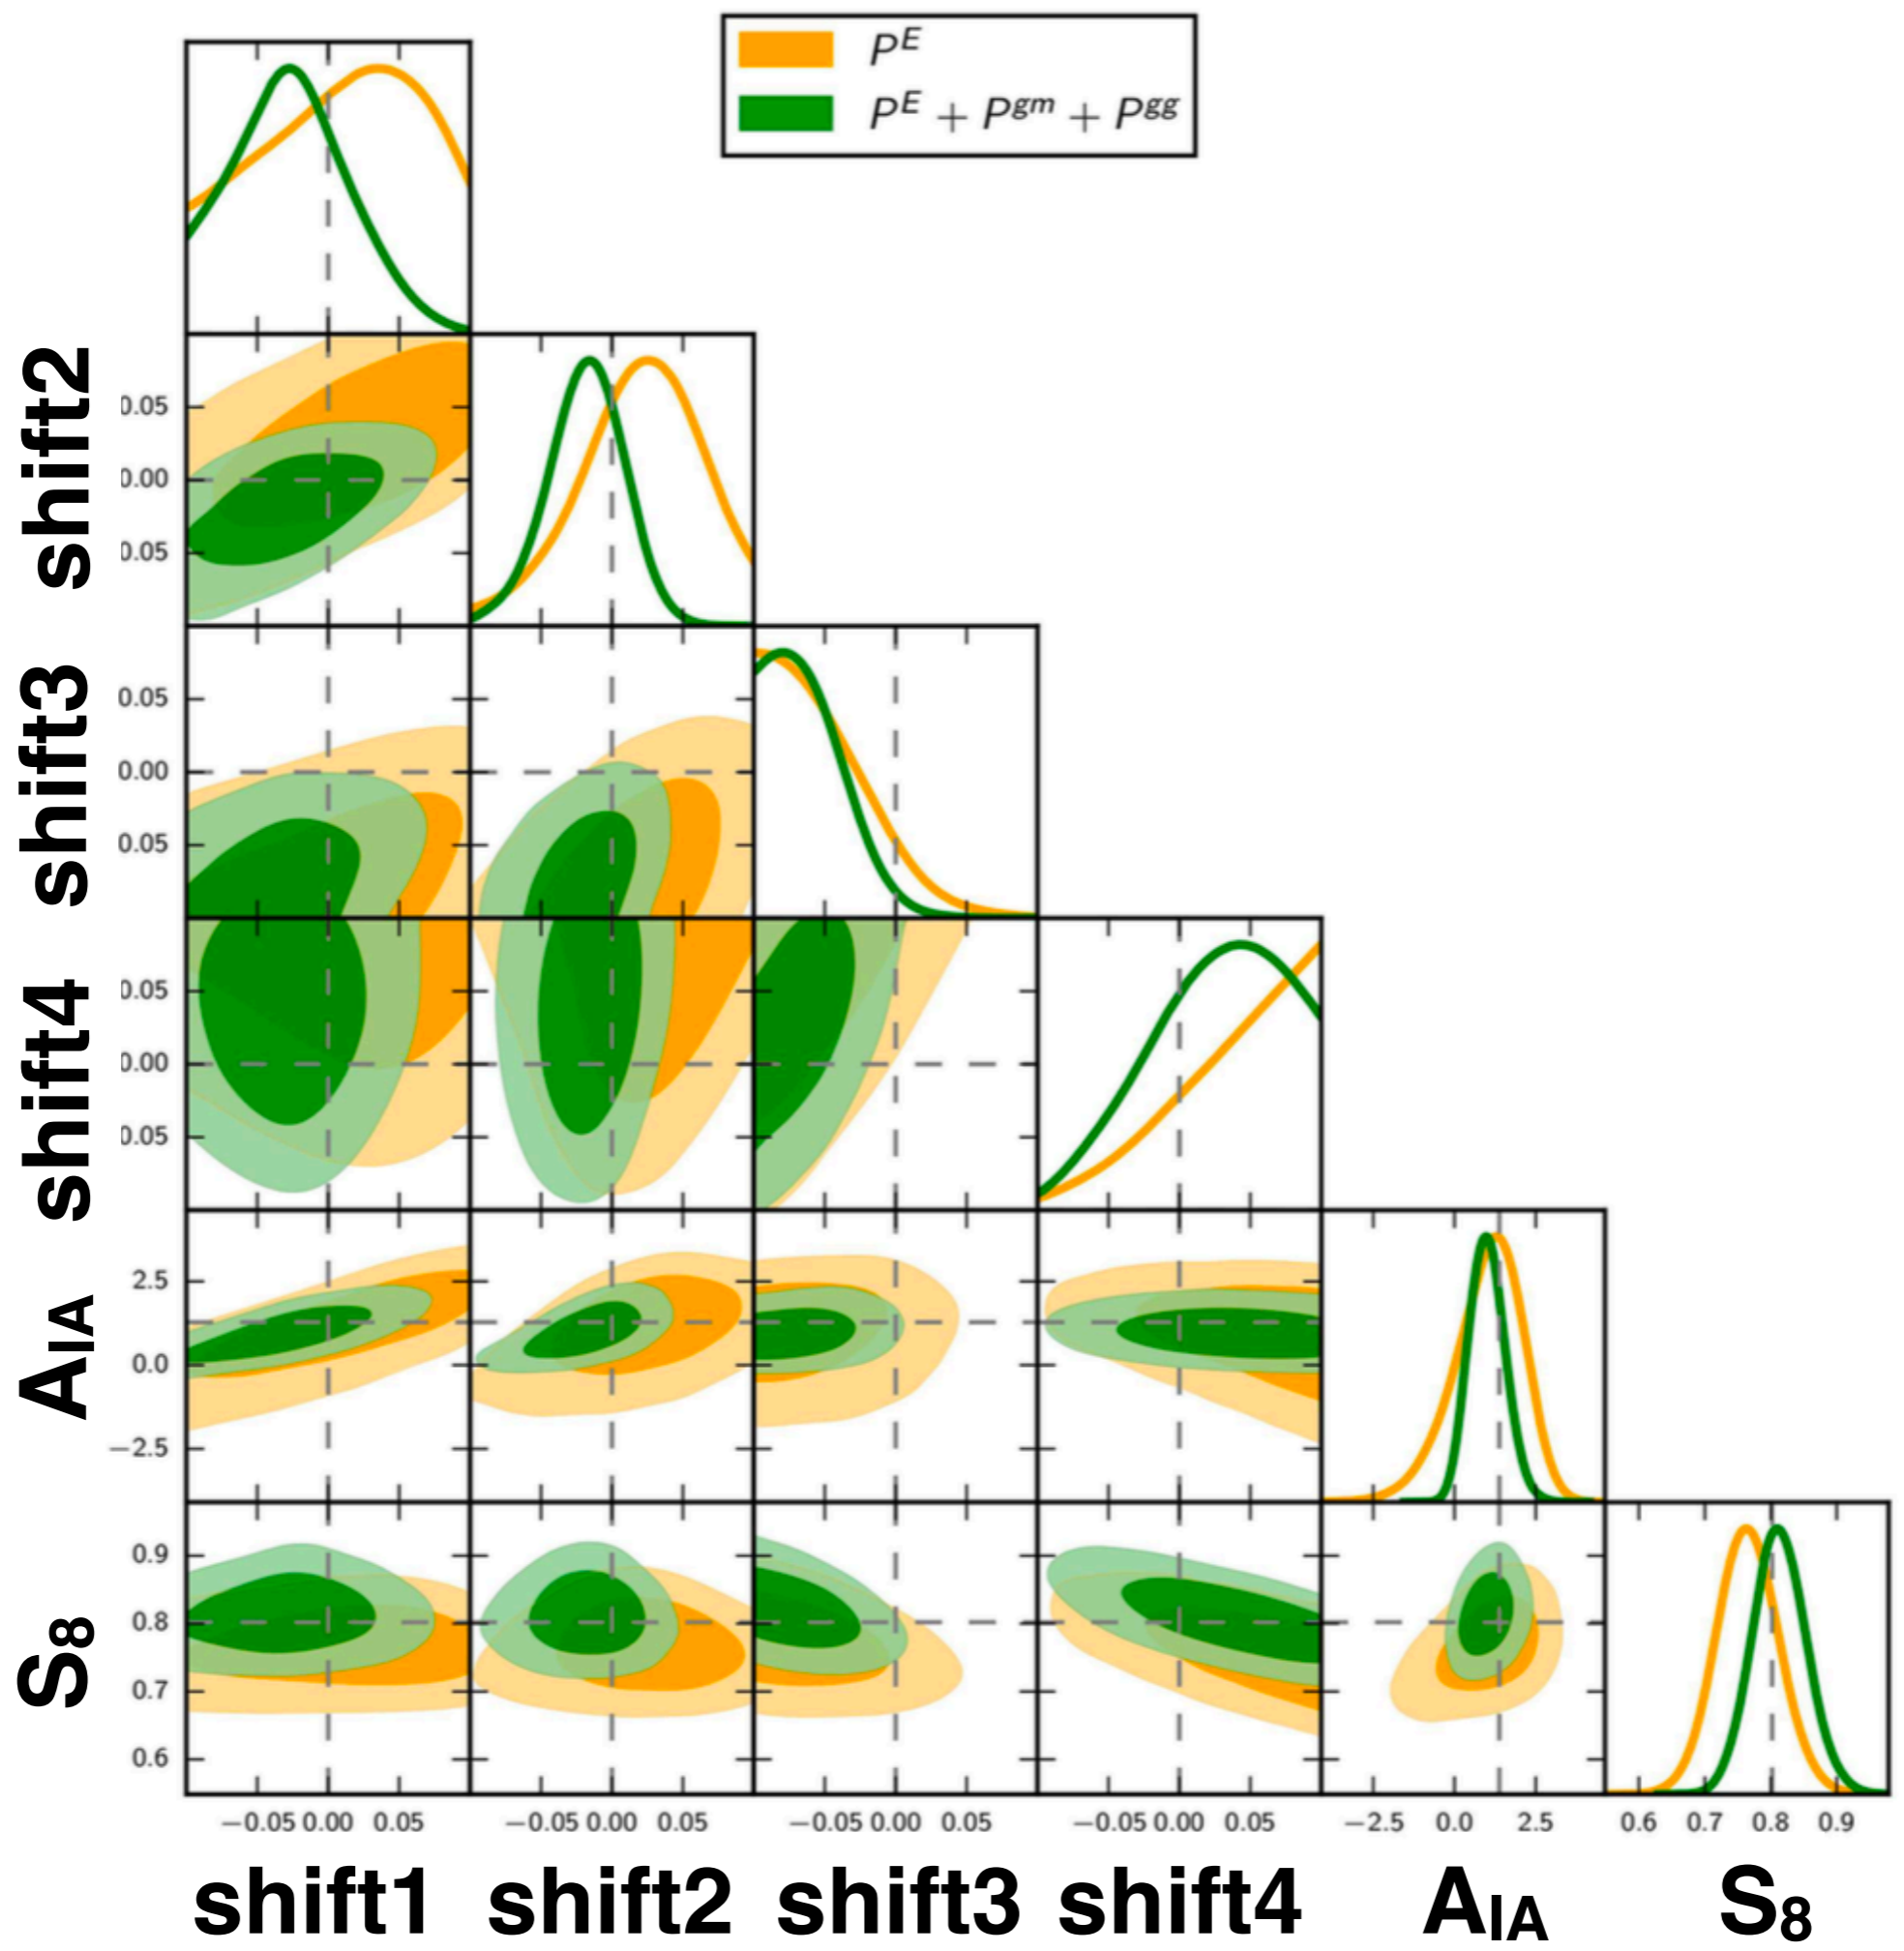 P^E
P^E + P^gm + P^gg
shift2
0.05
0.00
0.05
shift3
0.05
0.00
0.05
shift4
0.05
0.00
0.05
A_IA
2.5
0.0
−2.5
S_8
0.9
0.8
0.7
0.6
−0.05 0.00 0.05 −0.05 0.00 0.05 −0.05 0.00 0.05 −0.05 0.00 0.05 −2.5 0.0 2.5 0.6 0.7 0.8 0.9
shift1 shift2 shift3 shift4 A_IA S_8